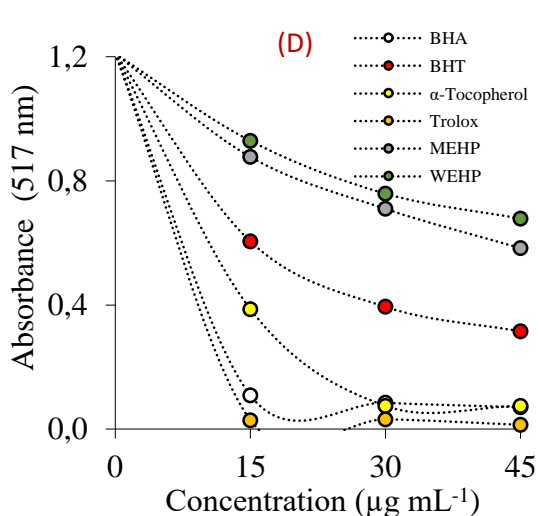 (D)
BHA
BHT
α-Tocopherol
Trolox
MEHP
WEHP
Absorbance (517 nm)
1,2
0,8
0,4
0,0
0 15 30 45
Concentration (µg mL⁻¹)